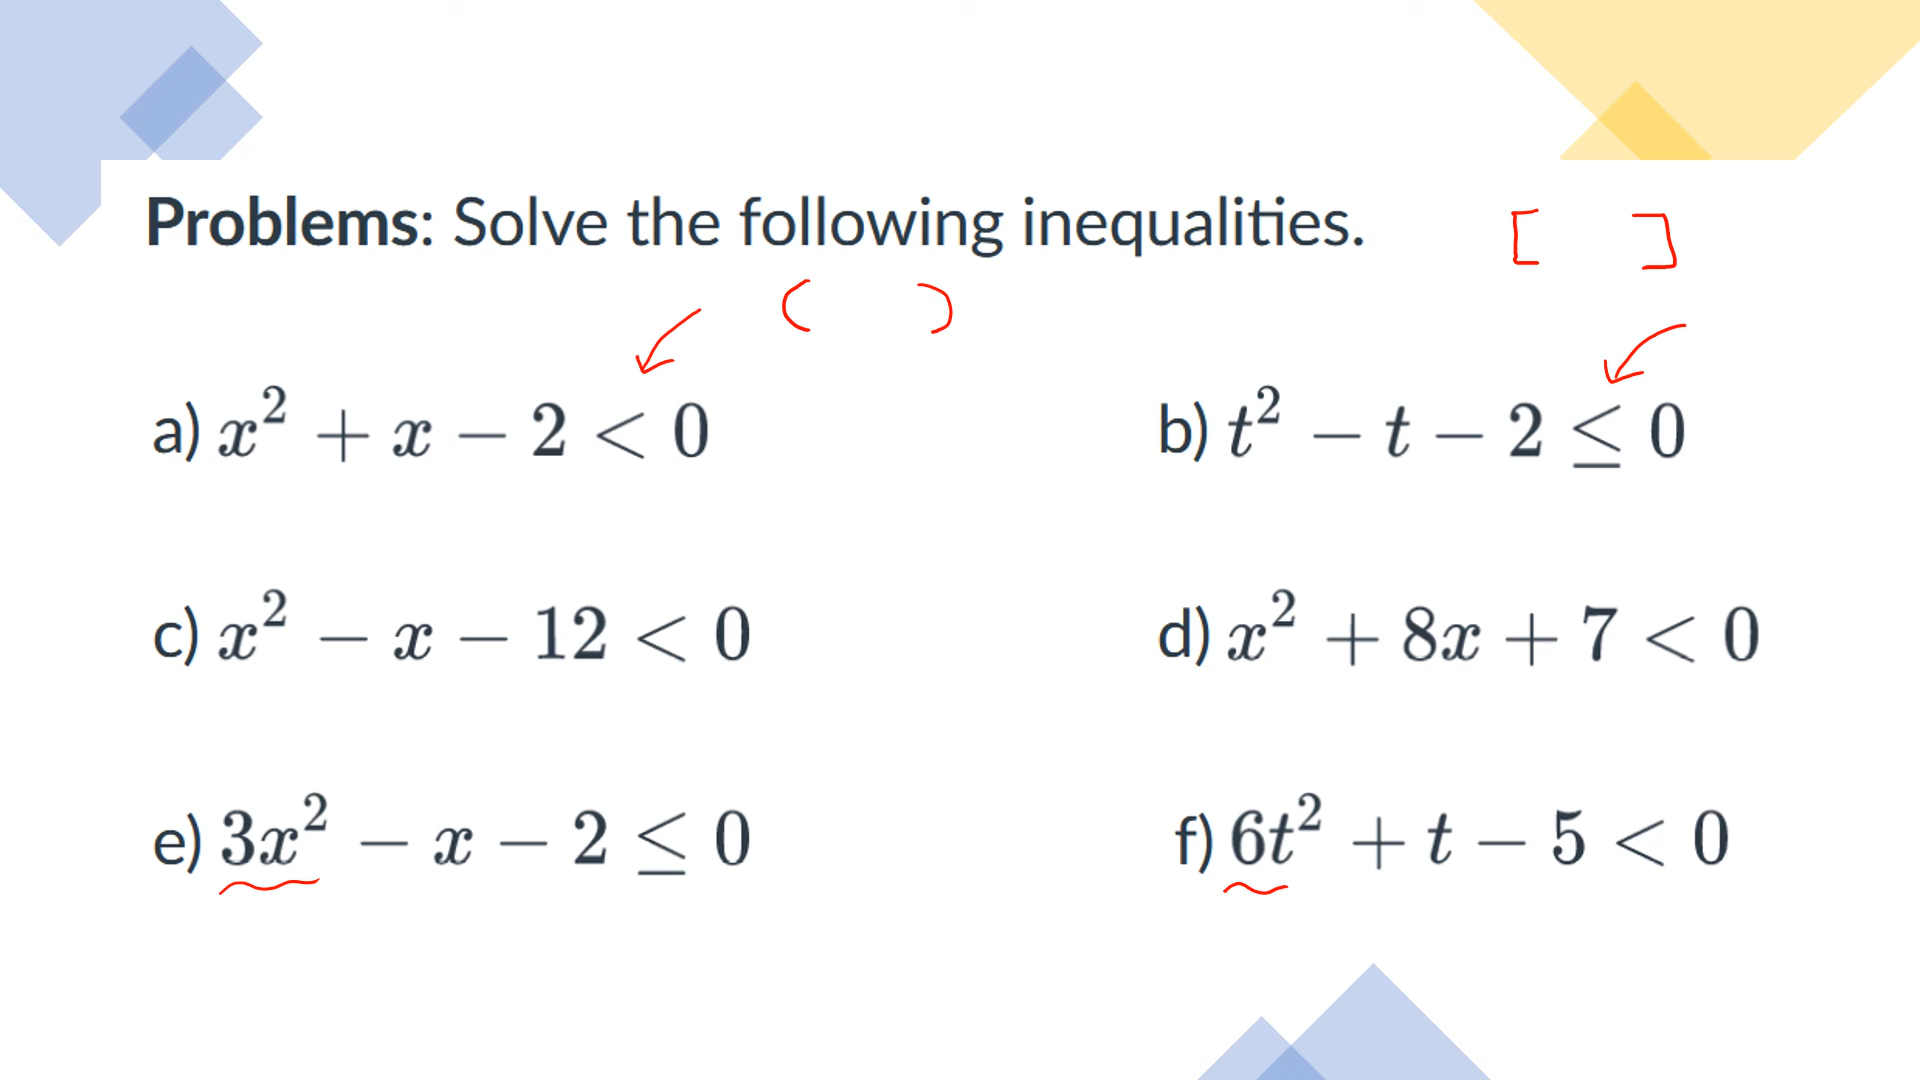 Problems: Solve the following inequalities.
[ ]
( )
a) x² + x − 2 < 0
b) t² − t − 2 ≤ 0
c) x² − x − 12 < 0
d) x² + 8x + 7 < 0
e) 3x² − x − 2 ≤ 0
f) 6t² + t − 5 < 0